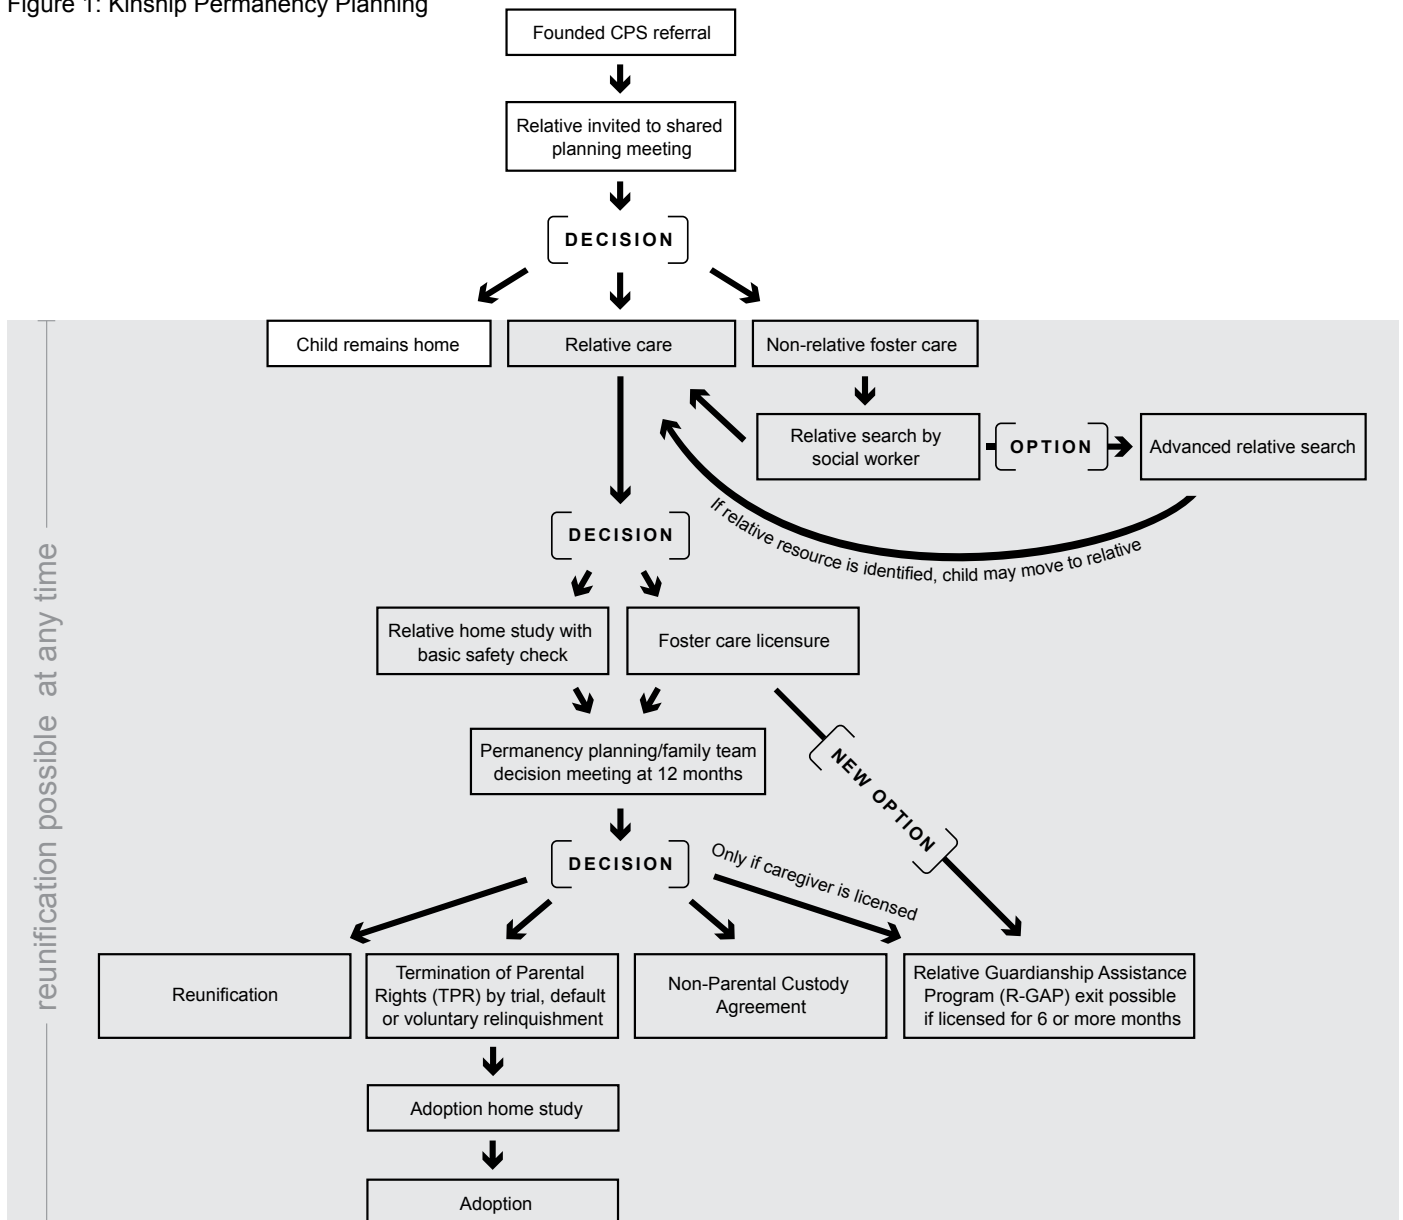 Figure 1: Kinship Permanency Planning
Founded CPS referral
Relative invited to shared
planning meeting
DECISION
Child remains home
Relative care
Non-relative foster care
Relative search by
social worker
OPTION
Advanced relative search
If relative resource is identified, child may move to relative
DECISION
Relative home study with
basic safety check
Foster care licensure
Permanency planning/family team
decision meeting at 12 months
NEW OPTION
DECISION
Only if caregiver is licensed
Reunification
Termination of Parental
Rights (TPR) by trial, default
or voluntary relinquishment
Non-Parental Custody
Agreement
Relative Guardianship Assistance
Program (R-GAP) exit possible
if licensed for 6 or more months
Adoption home study
Adoption
reunification possible at any time